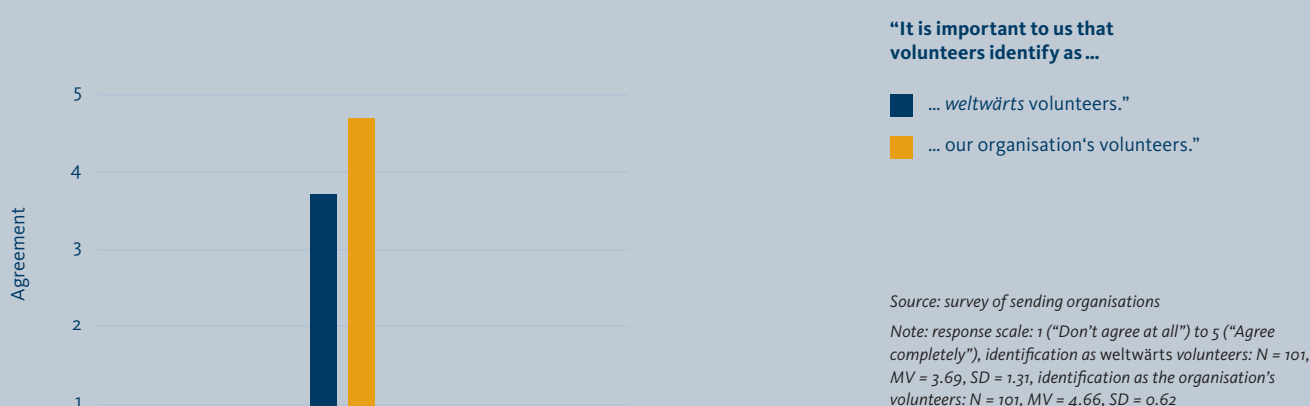 “It is important to us that
volunteers identify as ...
... weltwärts volunteers.”
... our organisation‘s volunteers.”
5
4
3
2
1
Agreement
Source: survey of sending organisations
Note: response scale: 1 (“Don’t agree at all”) to 5 (“Agree
completely”), identification as weltwärts volunteers: N = 101,
MV = 3.69, SD = 1.31, identification as the organisation’s
volunteers: N = 101, MV = 4.66, SD = 0.62